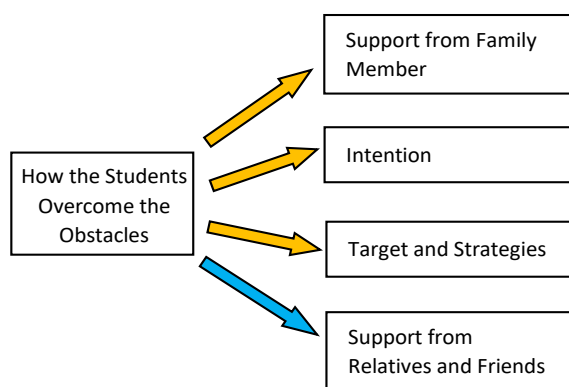 Support from Family
Member
Intention
How the Students
Overcome the
Obstacles
Target and Strategies
Support from
Relatives and Friends